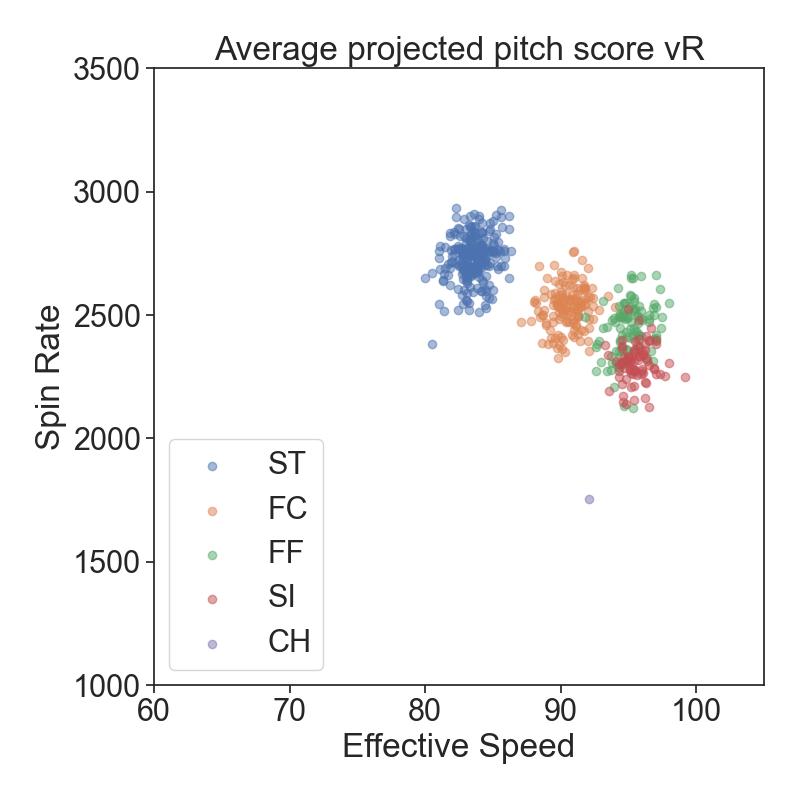 Average projected pitch score vR
3500
3000
2500
2000
1500
1000
Spin Rate
ST
FC
FF
SI
CH
60 70 80 90 100
Effective Speed